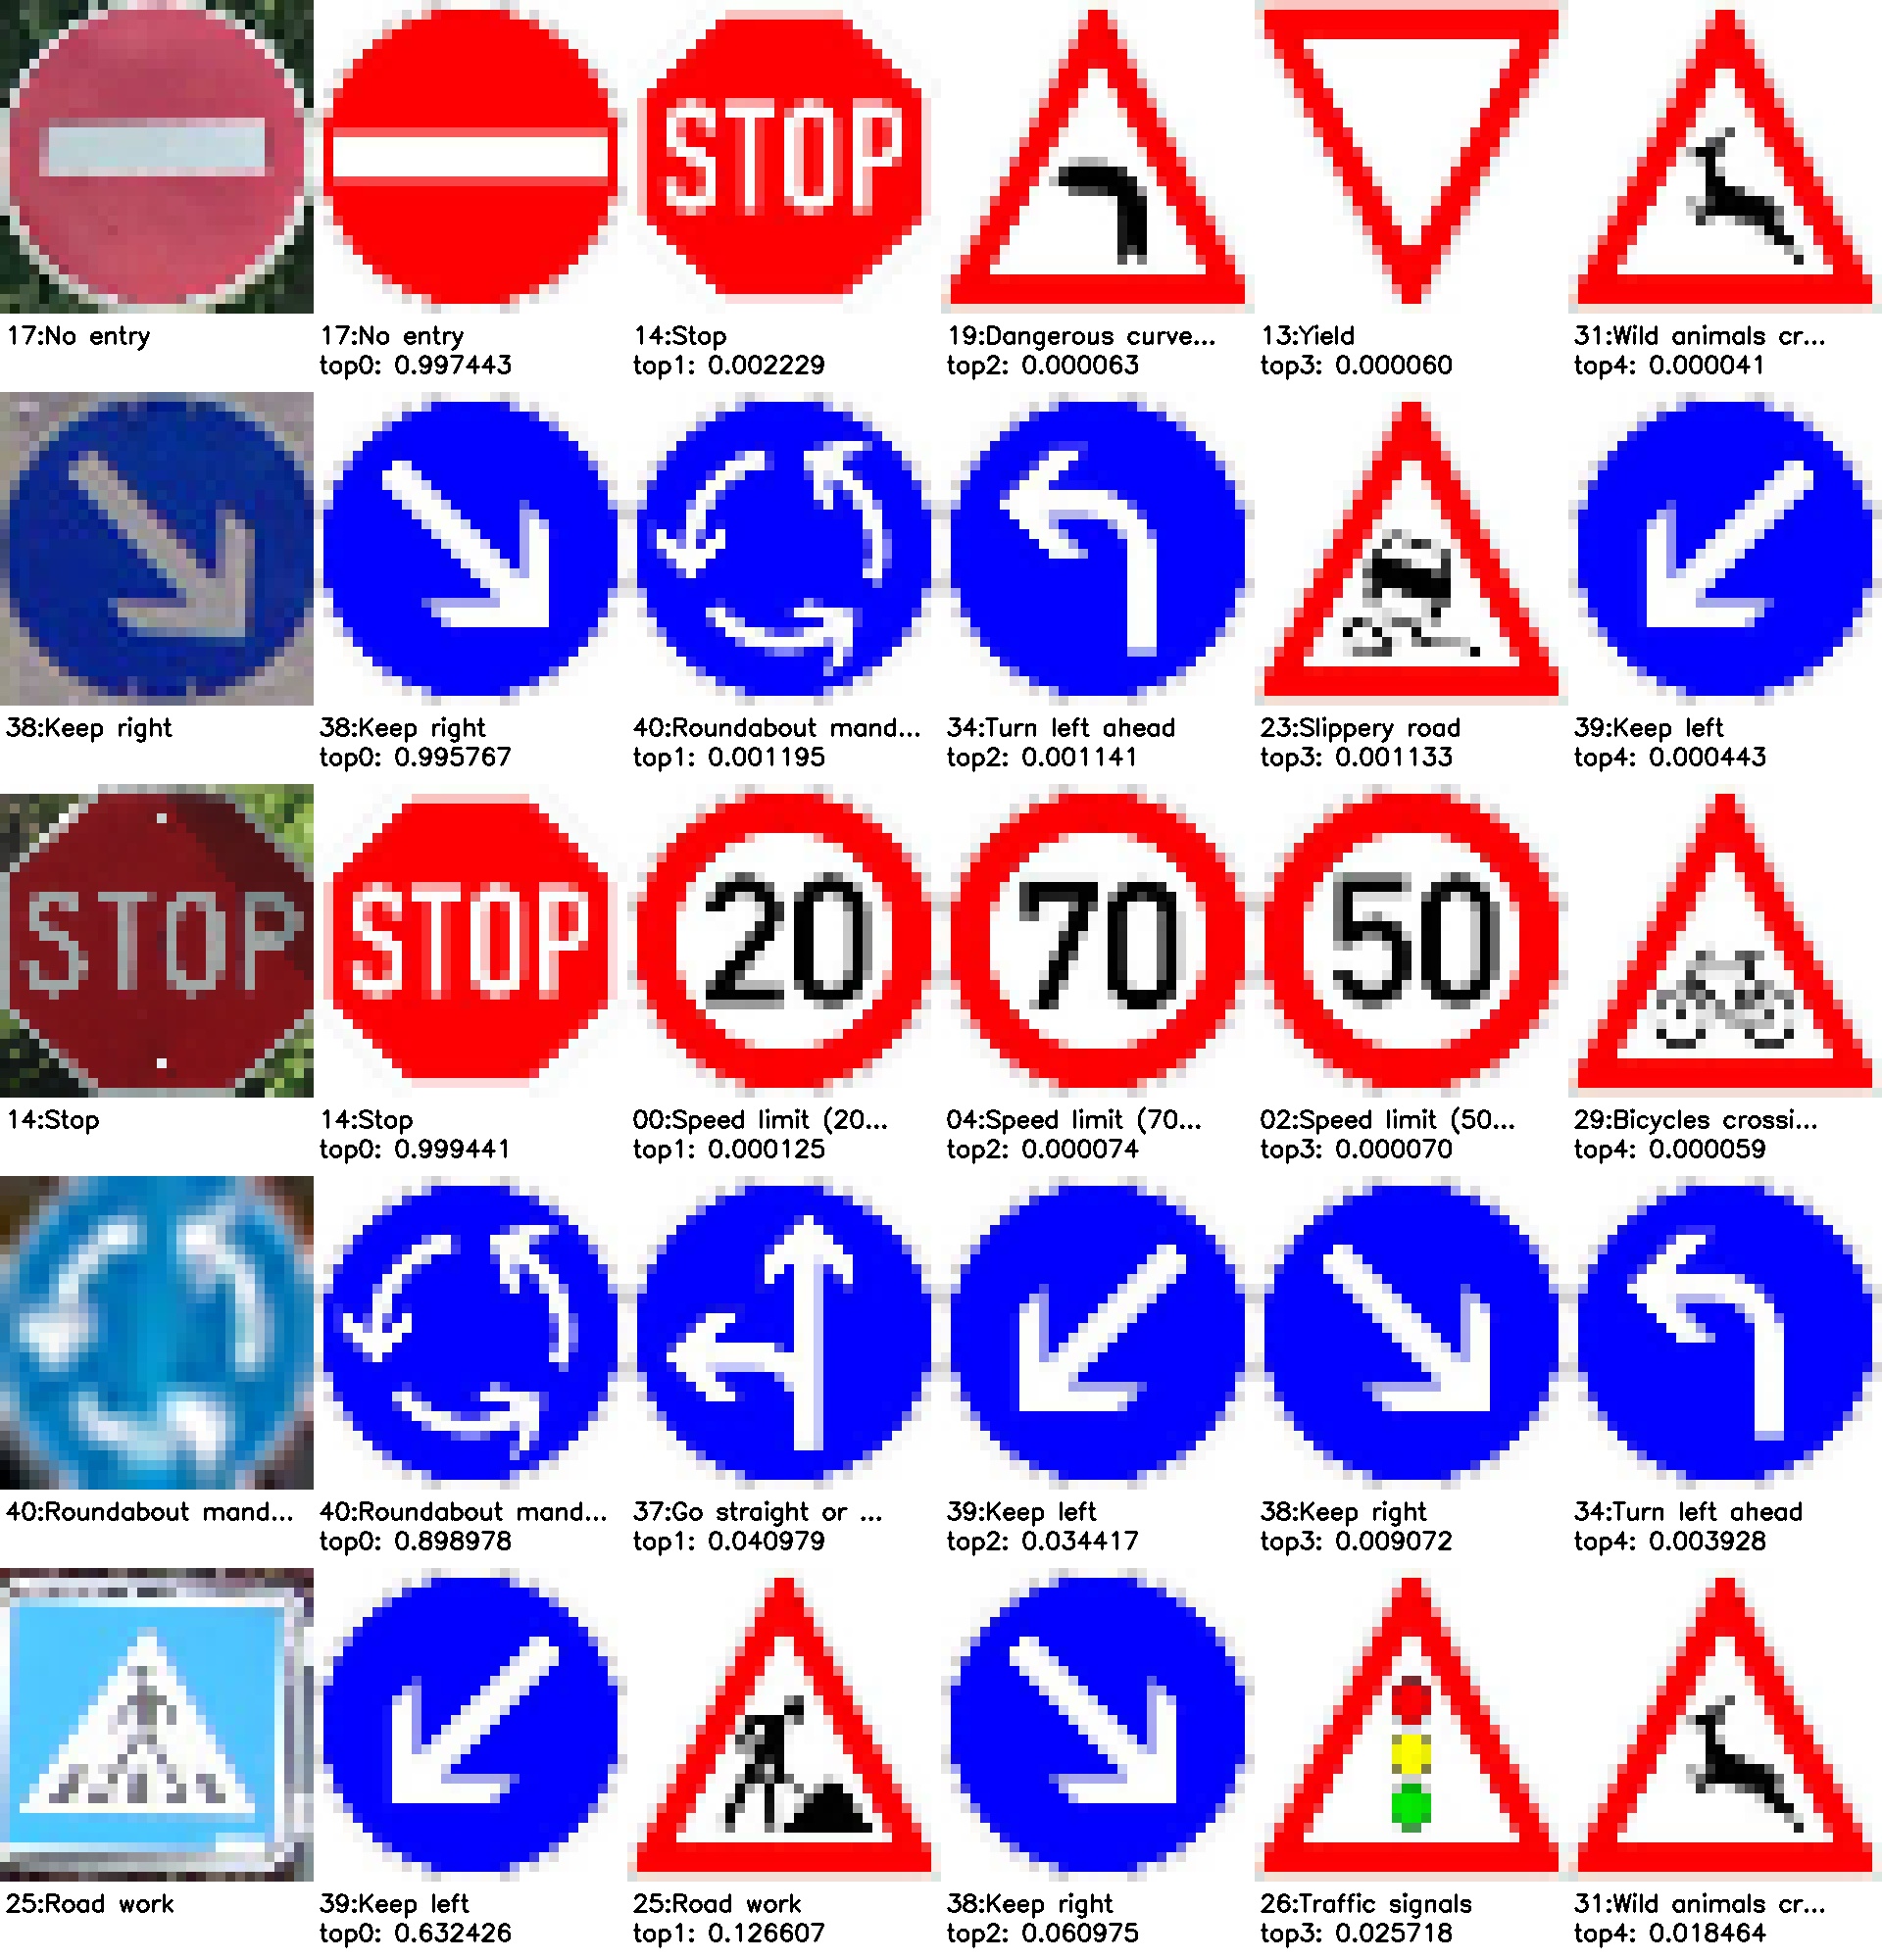 STOP
17:No entry 17:No entry 14:Stop 19:Dangerous curve... 13:Yield 31:Wild animals cr...
top0: 0.997443 top1: 0.002229 top2: 0.000063 top3: 0.000060 top4: 0.000041
38:Keep right 38:Keep right 40:Roundabout mand... 34:Turn left ahead 23:Slippery road 39:Keep left
top0: 0.995767 top1: 0.001195 top2: 0.001141 top3: 0.001133 top4: 0.000443
STOP STOP 20 70 50
14:Stop 14:Stop 00:Speed limit (20... 04:Speed limit (70... 02:Speed limit (50... 29:Bicycles crossi...
top0: 0.999441 top1: 0.000125 top2: 0.000074 top3: 0.000070 top4: 0.000059
40:Roundabout mand... 40:Roundabout mand... 37:Go straight or ... 39:Keep left 38:Keep right 34:Turn left ahead
top0: 0.898978 top1: 0.040979 top2: 0.034417 top3: 0.009072 top4: 0.003928
25:Road work 39:Keep left 25:Road work 38:Keep right 26:Traffic signals 31:Wild animals cr...
top0: 0.632426 top1: 0.126607 top2: 0.060975 top3: 0.025718 top4: 0.018464